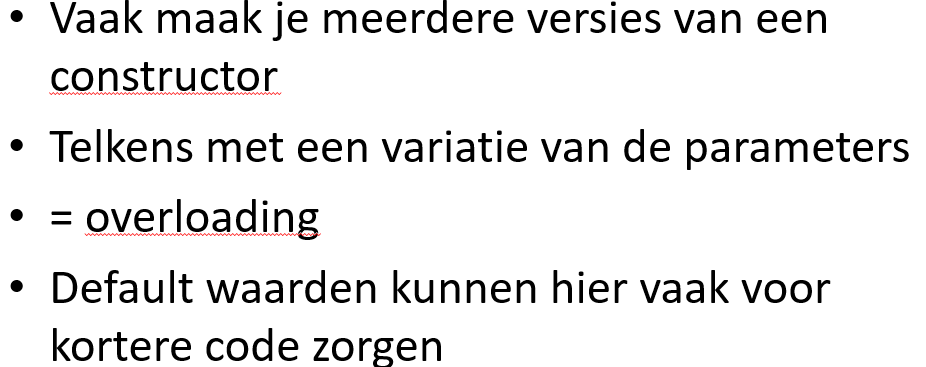 • Vaak maak je meerdere versies van een
constructor
• Telkens met een variatie van de parameters
• = overloading
• Default waarden kunnen hier vaak voor
kortere code zorgen